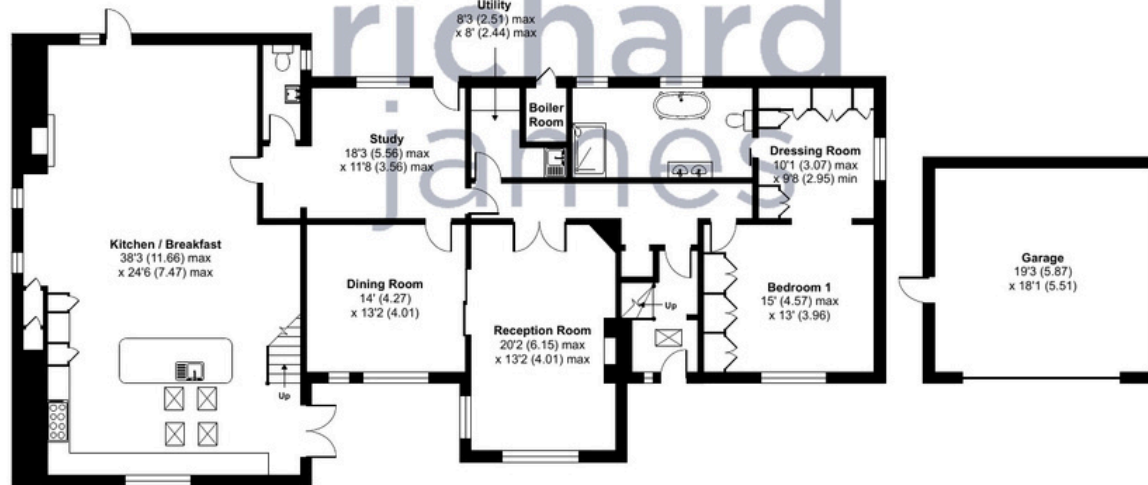 richard
james
Utility
8'3 (2.51) max
x 8' (2.44) max
Boiler
Room
Study
18'3 (5.56) max
x 11'8 (3.56) max
Dressing Room
10'1 (3.07) max
x 9'8 (2.95) min
Kitchen / Breakfast
38'3 (11.66) max
x 24'6 (7.47) max
Dining Room
14' (4.27)
x 13'2 (4.01)
Reception Room
20'2 (6.15) max
x 13'2 (4.01) max
Up
Bedroom 1
15' (4.57) max
x 13' (3.96)
Garage
19'3 (5.87)
x 18'1 (5.51)
Up